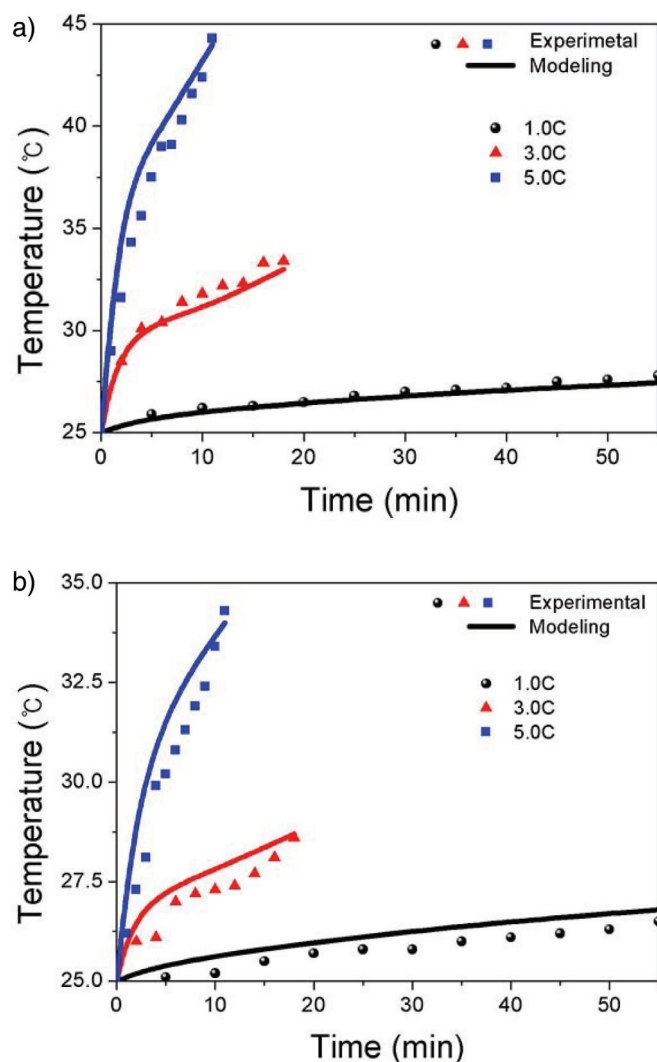 a)
Experimetal
Modeling
1.0C
3.0C
5.0C
Temperature (℃)
45
40
35
30
25
0 10 20 30 40 50
Time (min)
b)
Experimental
Modeling
1.0C
3.0C
5.0C
Temperature (℃)
35.0
32.5
30.0
27.5
25.0
0 10 20 30 40 50
Time (min)